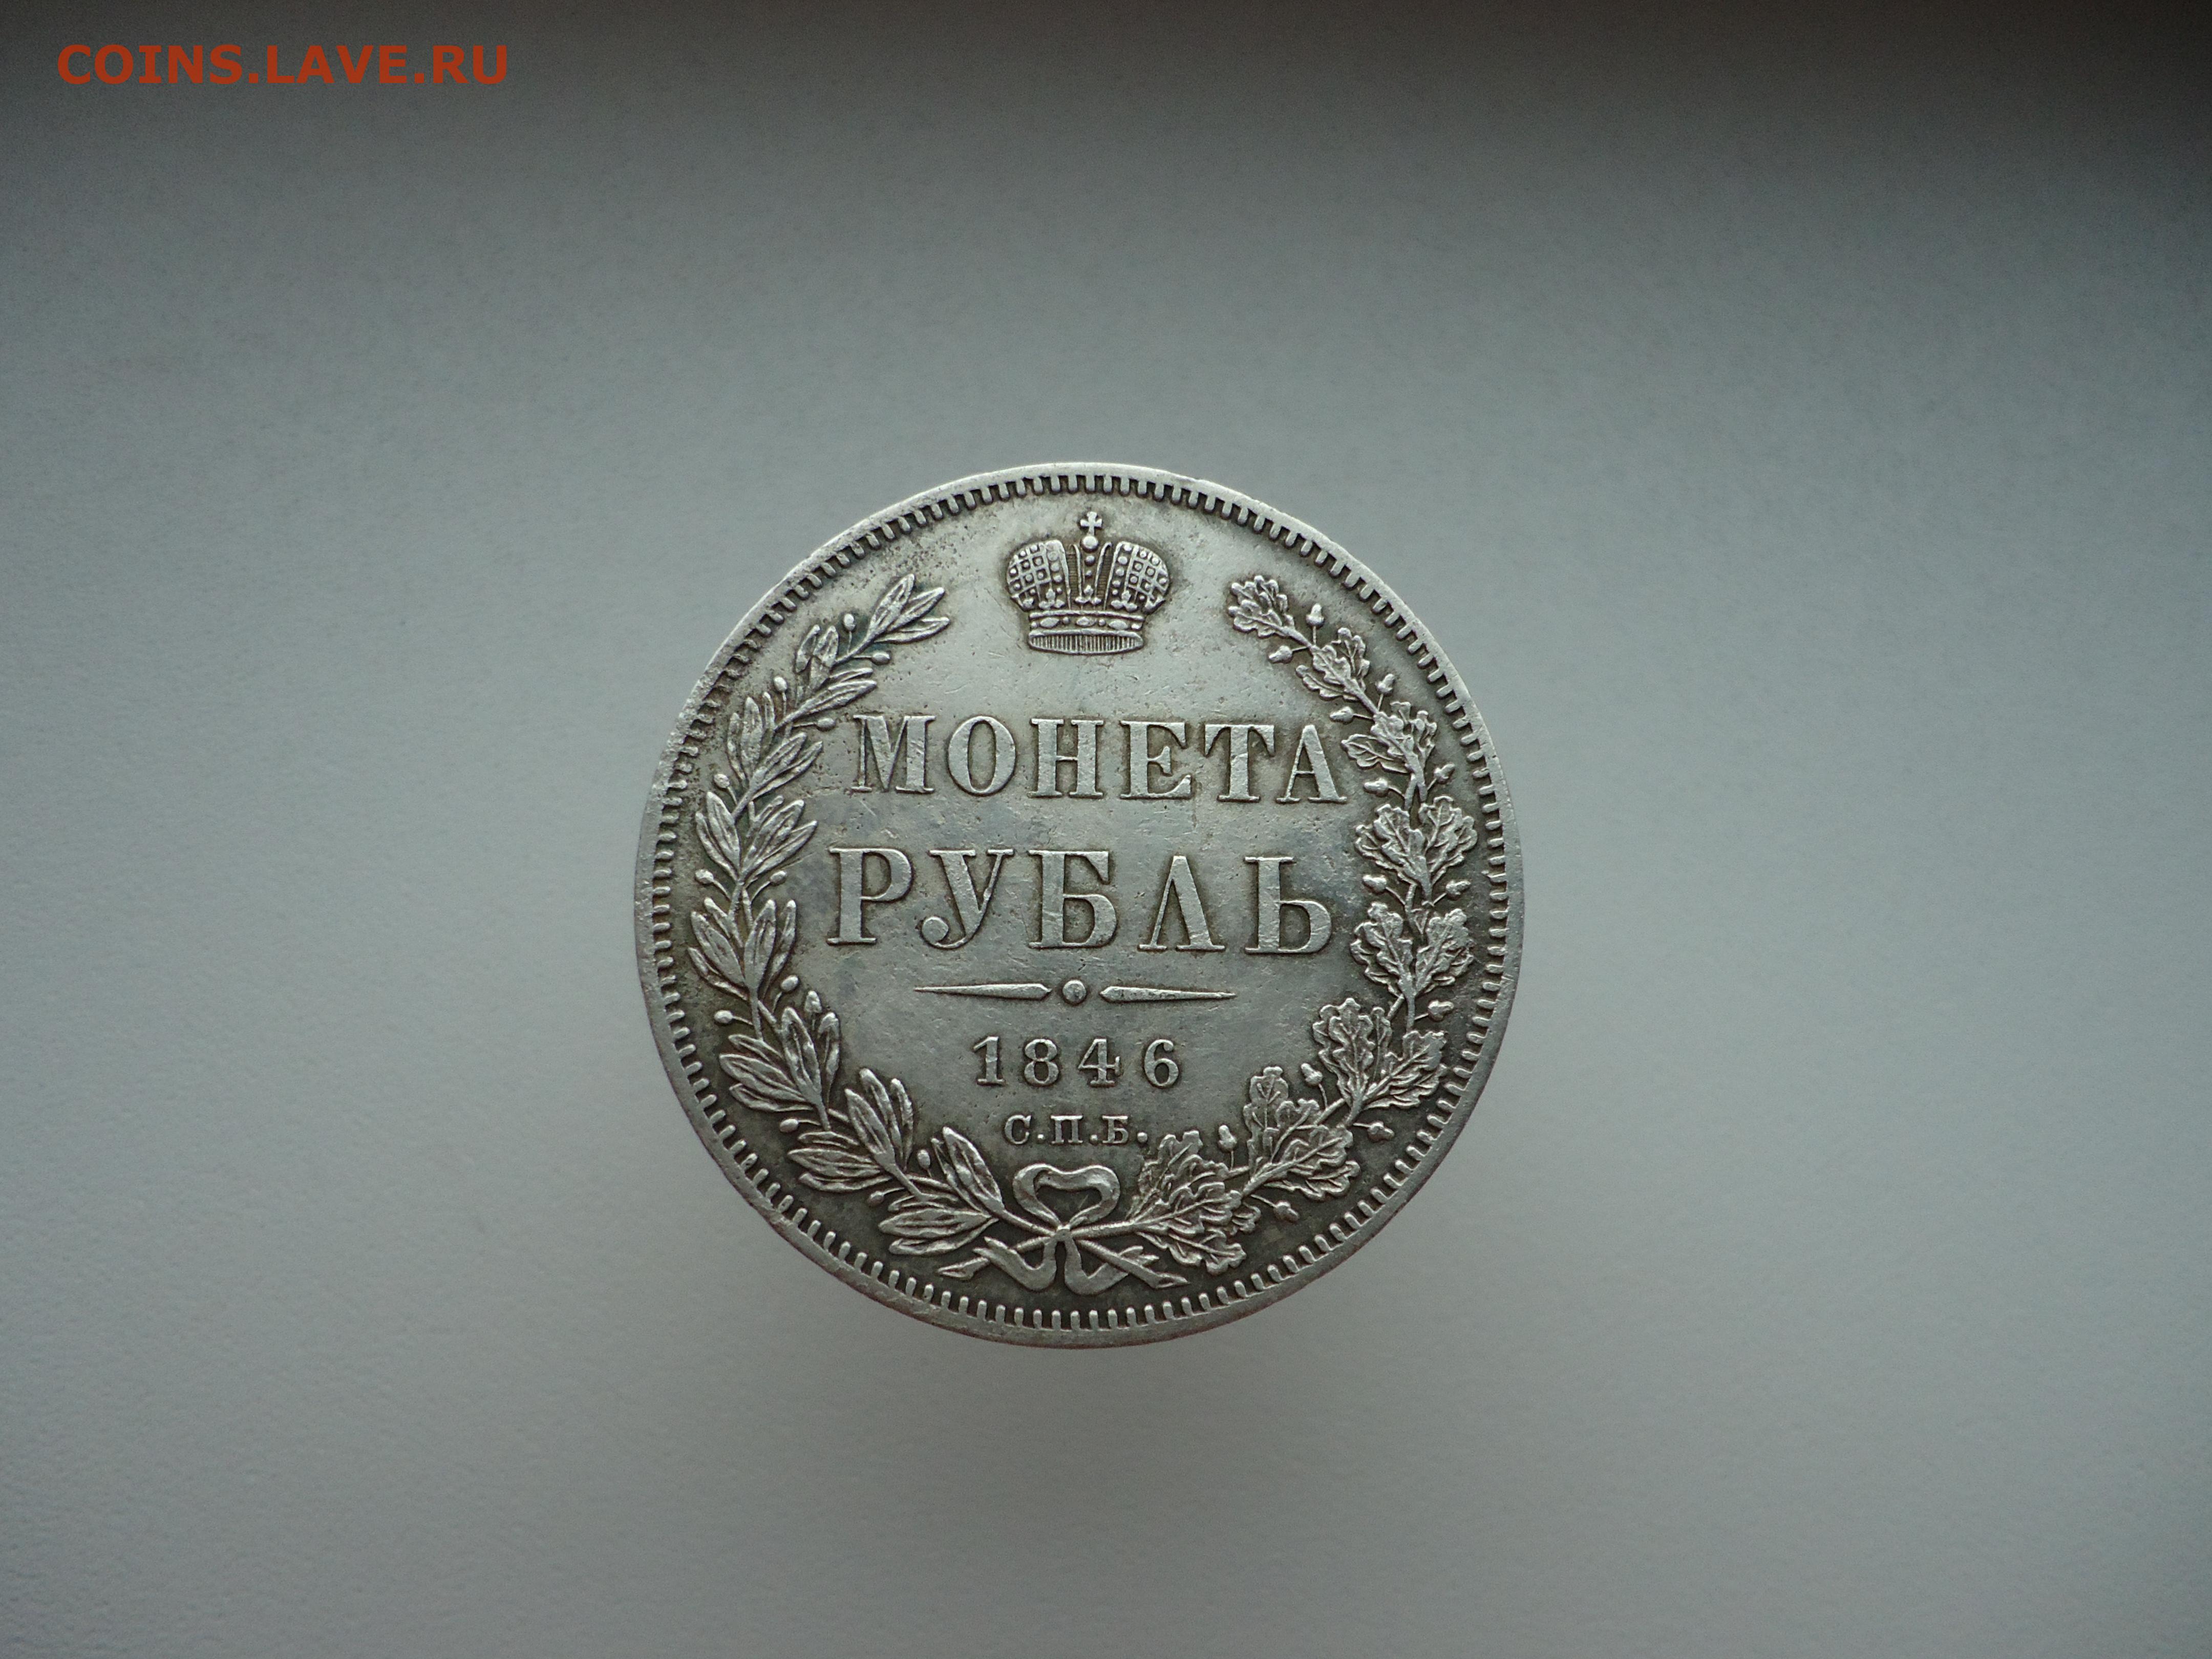 COINS.LAVE.RU
МОНЕТА
РУБЛЬ
1846
С.П.Б.